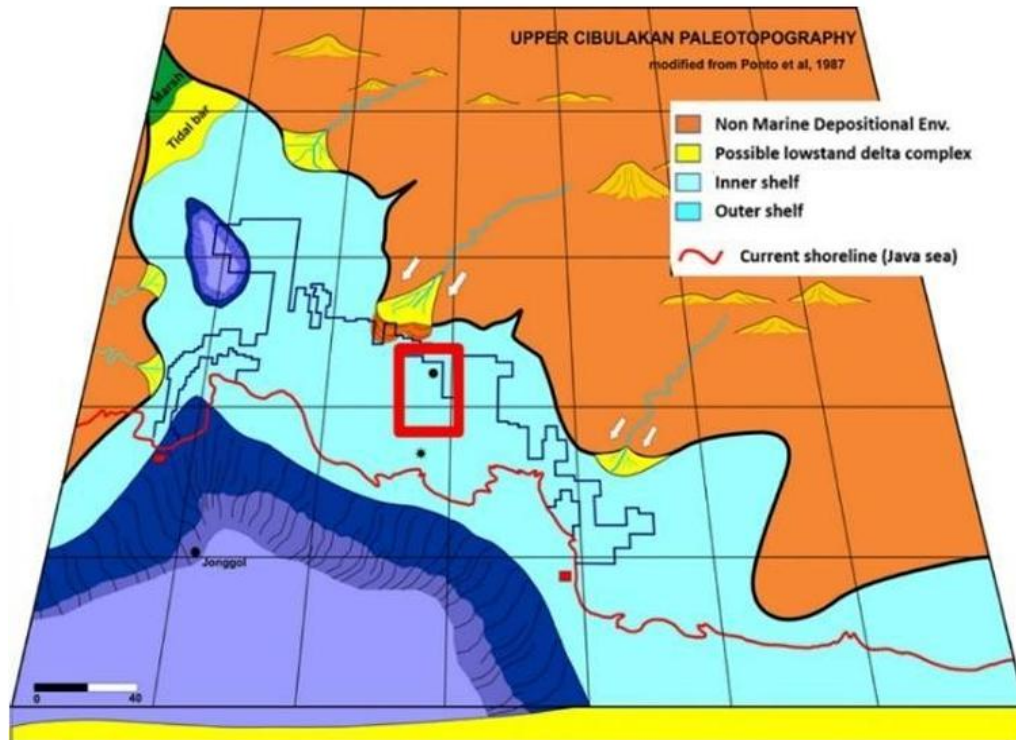 UPPER CIBULAKAN PALEOTOPOGRAPHY
modified from Ponto et al, 1987
Marsh
Tidal bar
Non Marine Depositional Env.
Possible lowstand delta complex
Inner shelf
Outer shelf
Current shoreline (Java sea)
Jonggol
0
40